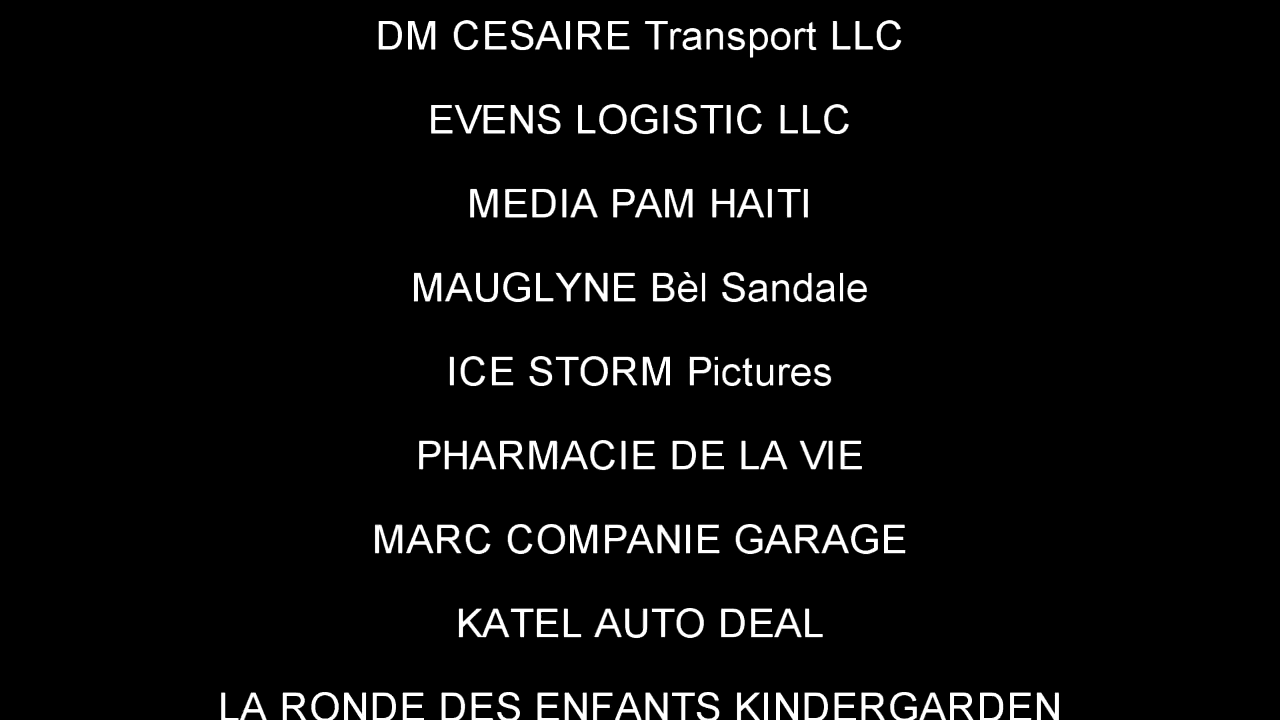 DM CESAIRE Transport LLC
EVENS LOGISTIC LLC
MEDIA PAM HAITI
MAUGLYNE Bèl Sandale
ICE STORM Pictures
PHARMACIE DE LA VIE
MARC COMPANIE GARAGE
KATEL AUTO DEAL
LA RONDE DES ENFANTS KINDERGARDEN